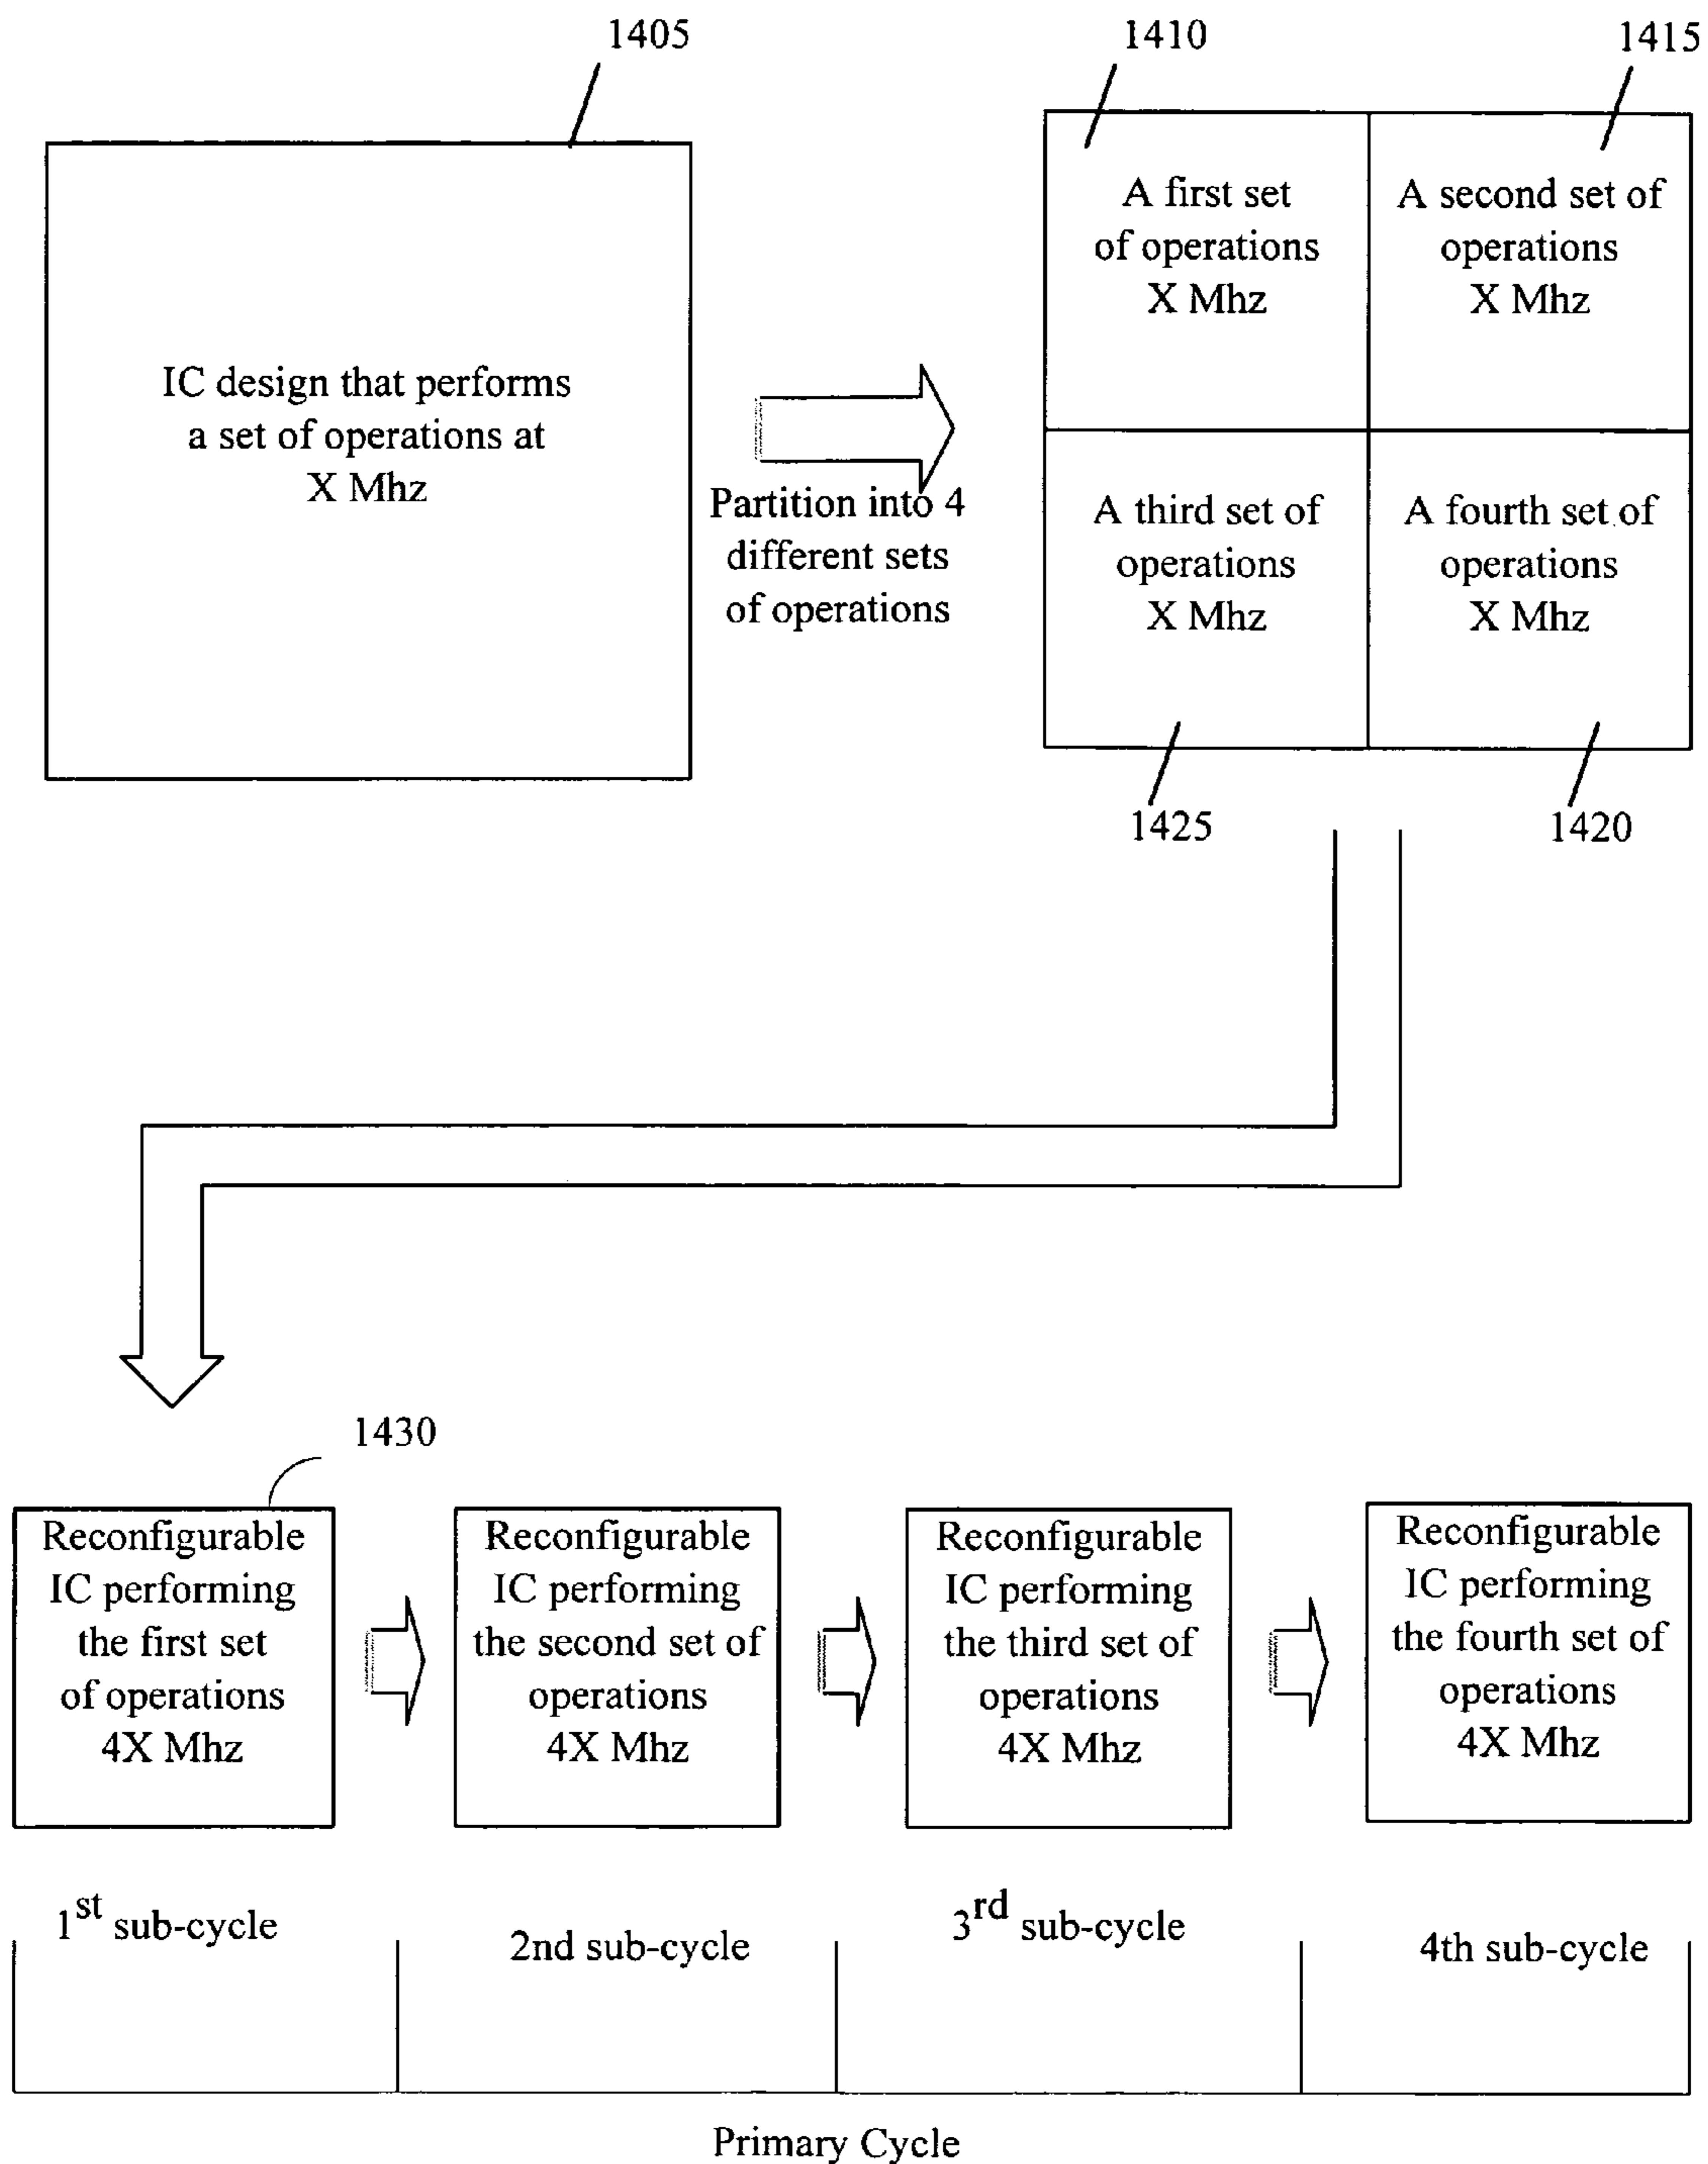 1405
1410
1415
IC design that performs
a set of operations at
X Mhz
Partition into 4
different sets
of operations
A first set
of operations
X Mhz
A second set of
operations
X Mhz
A third set of
operations
X Mhz
A fourth set of
operations
X Mhz
1425
1420
1430
Reconfigurable
IC performing
the first set
of operations
4X Mhz
Reconfigurable
IC performing
the second set of
operations
4X Mhz
Reconfigurable
IC performing
the third set of
operations
4X Mhz
Reconfigurable
IC performing
the fourth set of
operations
4X Mhz
1st sub-cycle
2nd sub-cycle
3rd sub-cycle
4th sub-cycle
Primary Cycle